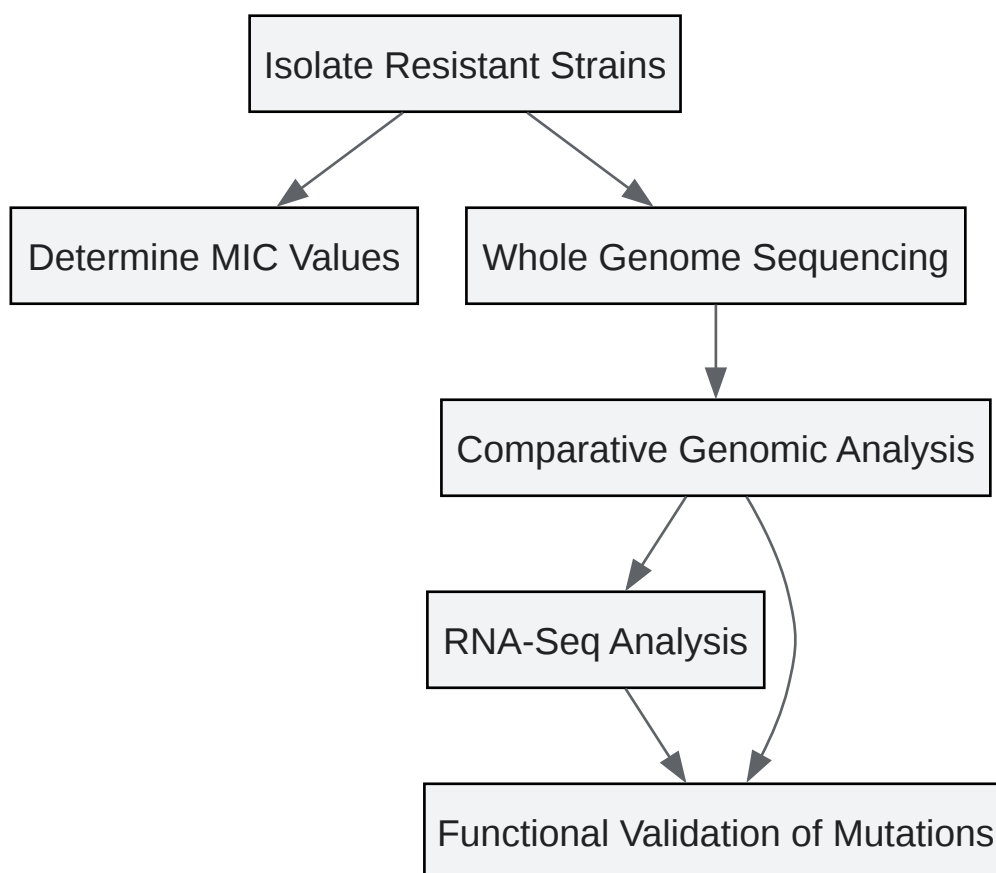 Isolate Resistant Strains
Determine MIC Values
Whole Genome Sequencing
Comparative Genomic Analysis
RNA-Seq Analysis
Functional Validation of Mutations